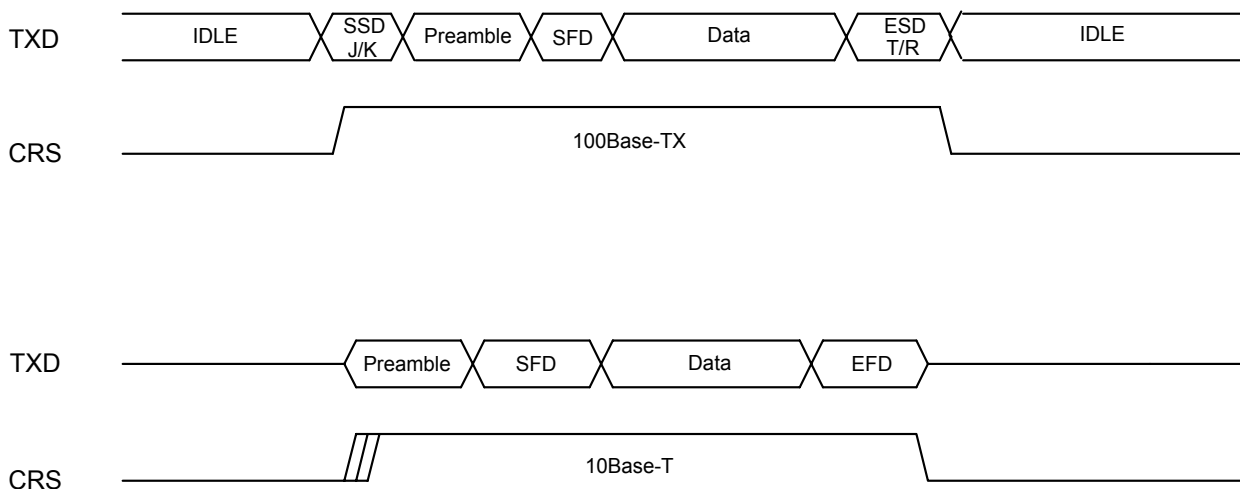 TXD IDLE SSD J/K Preamble SFD Data ESD T/R IDLE
CRS 100Base-TX
TXD Preamble SFD Data EFD
CRS 10Base-T